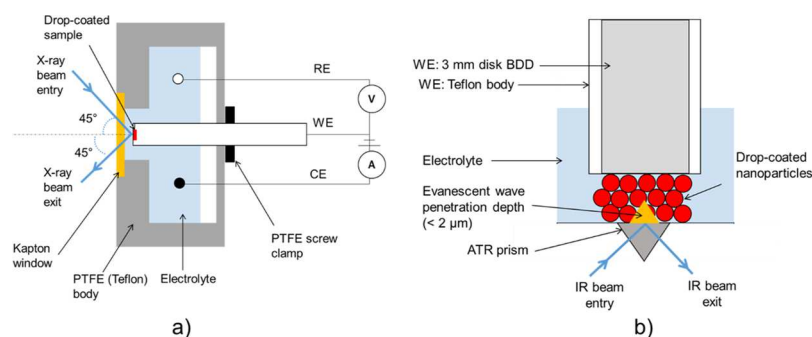 a)
Drop-coated
sample
X-ray
beam
entry
45°
45°
X-ray
beam
exit
Kapton
window
PTFE (Teflon)
body
Electrolyte
PTFE screw
clamp
RE
WE
CE
V
A
a)
b)
WE: 3 mm disk BDD
WE: Teflon body
Electrolyte
Evanescent wave
penetration depth
(< 2 μm)
ATR prism
IR beam
entry
IR beam
exit
Drop-coated
nanoparticles
b)